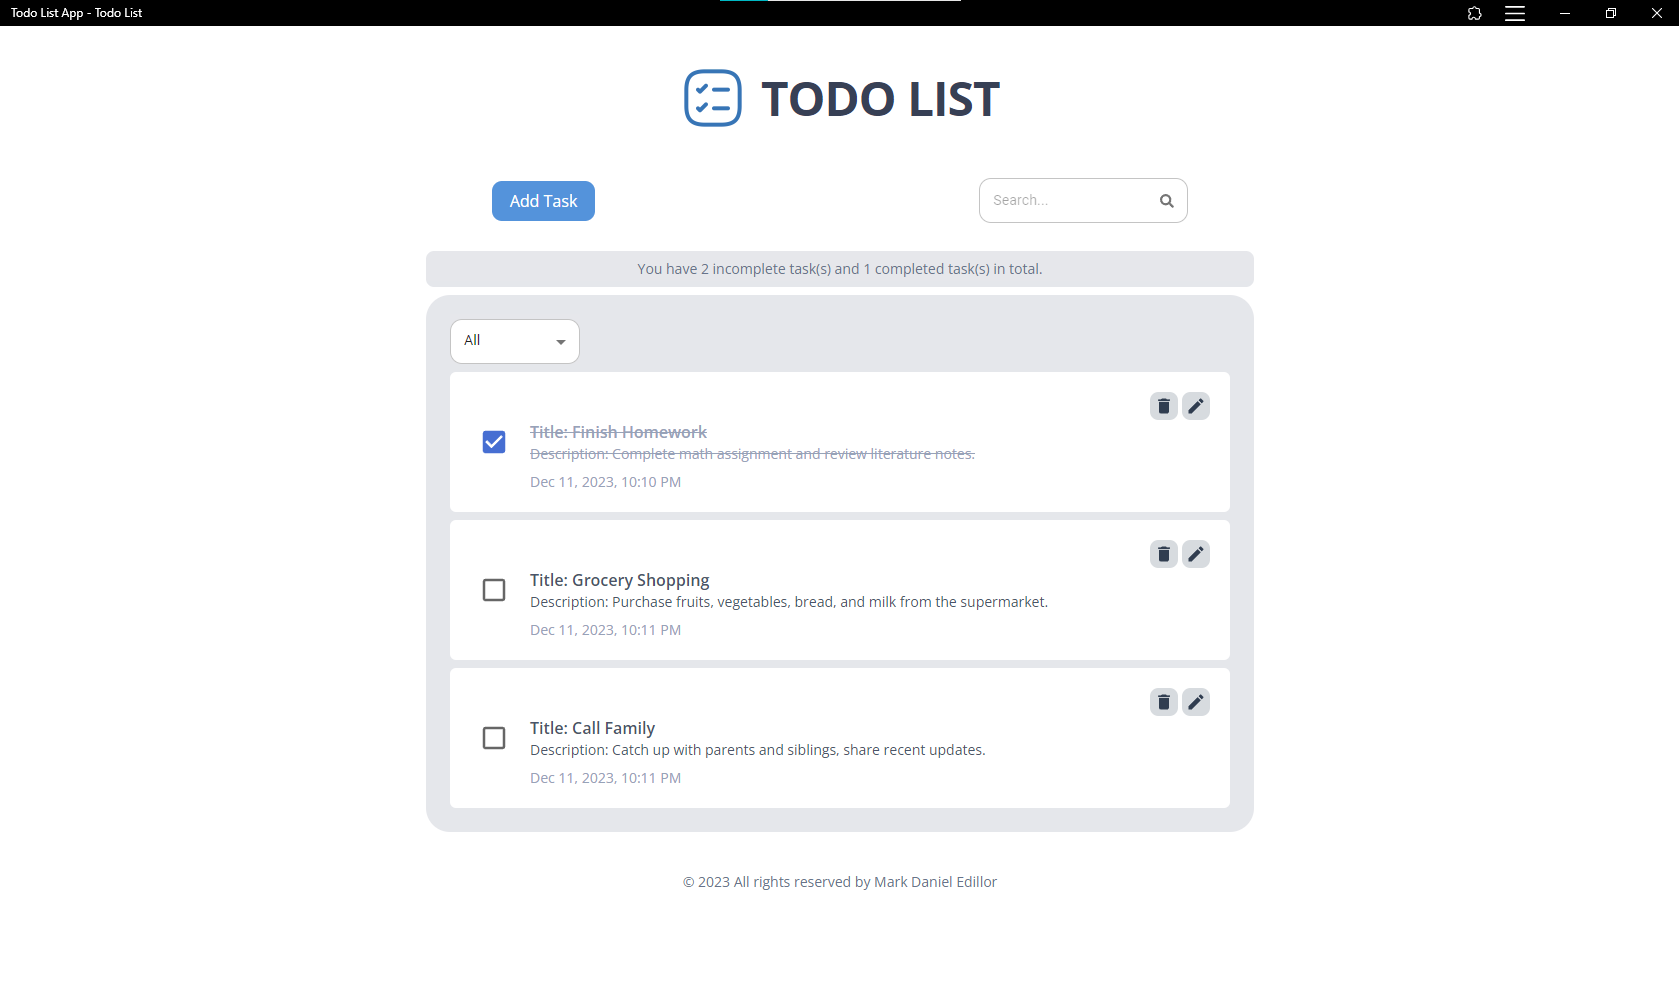 Todo List App - Todo List
TODO LIST
Add Task
Search...
You have 2 incomplete task(s) and 1 completed task(s) in total.
All
Title: Finish Homework
Description: Complete math assignment and review literature notes.
Dec 11, 2023, 10:10 PM
Title: Grocery Shopping
Description: Purchase fruits, vegetables, bread, and milk from the supermarket.
Dec 11, 2023, 10:11 PM
Title: Call Family
Description: Catch up with parents and siblings, share recent updates.
Dec 11, 2023, 10:11 PM
© 2023 All rights reserved by Mark Daniel Edillor